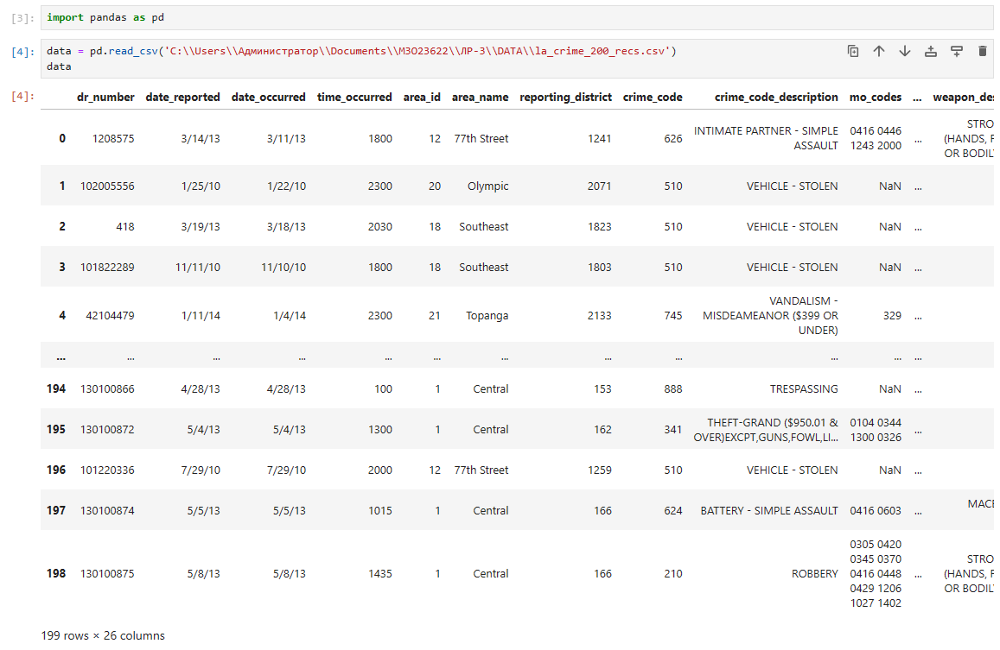 [3]: import pandas as pd
[4]: data = pd.read_csv('C:\\Users\\Администратор\\Documents\\МЗО23622\\ЛР-3\\DATA\\la_crime_200_recs.csv')
data
[4]: dr_number date_reported date_occurred time_occurred area_id area_name reporting_district crime_code crime_code_description mo_codes ... weapon_des
0 1208575 3/14/13 3/11/13 1800 12 77th Street 1241 626 INTIMATE PARTNER - SIMPLE ASSAULT 0416 0446 1243 2000 ... STRO (HANDS, F OR BODIL
1 102005556 1/25/10 1/22/10 2300 20 Olympic 2071 510 VEHICLE - STOLEN NaN ...
2 418 3/19/13 3/18/13 2030 18 Southeast 1823 510 VEHICLE - STOLEN NaN ...
3 101822289 11/11/10 11/10/10 1800 18 Southeast 1803 510 VEHICLE - STOLEN NaN ...
4 42104479 1/11/14 1/4/14 2300 21 Topanga 2133 745 VANDALISM - MISDEAMEANOR ($399 OR UNDER) 329 ...
... ... ... ... ... ... ... ... ... ... ... ...
194 130100866 4/28/13 4/28/13 100 1 Central 153 888 TRESPASSING NaN ...
195 130100872 5/4/13 5/4/13 1300 1 Central 162 341 THEFT-GRAND ($950.01 & OVER)EXCPT,GUNS,FOWL,LI... 0104 0344 1300 0326 ...
196 101220336 7/29/10 7/29/10 2000 12 77th Street 1259 510 VEHICLE - STOLEN NaN ...
197 130100874 5/5/13 5/5/13 1015 1 Central 166 624 BATTERY - SIMPLE ASSAULT 0416 0603 ... MACE
198 130100875 5/8/13 5/8/13 1435 1 Central 166 210 ROBBERY 0305 0420 0345 0370 0416 0448 0429 1206 1027 1402 ... STRO (HANDS, F OR BODIL
199 rows × 26 columns